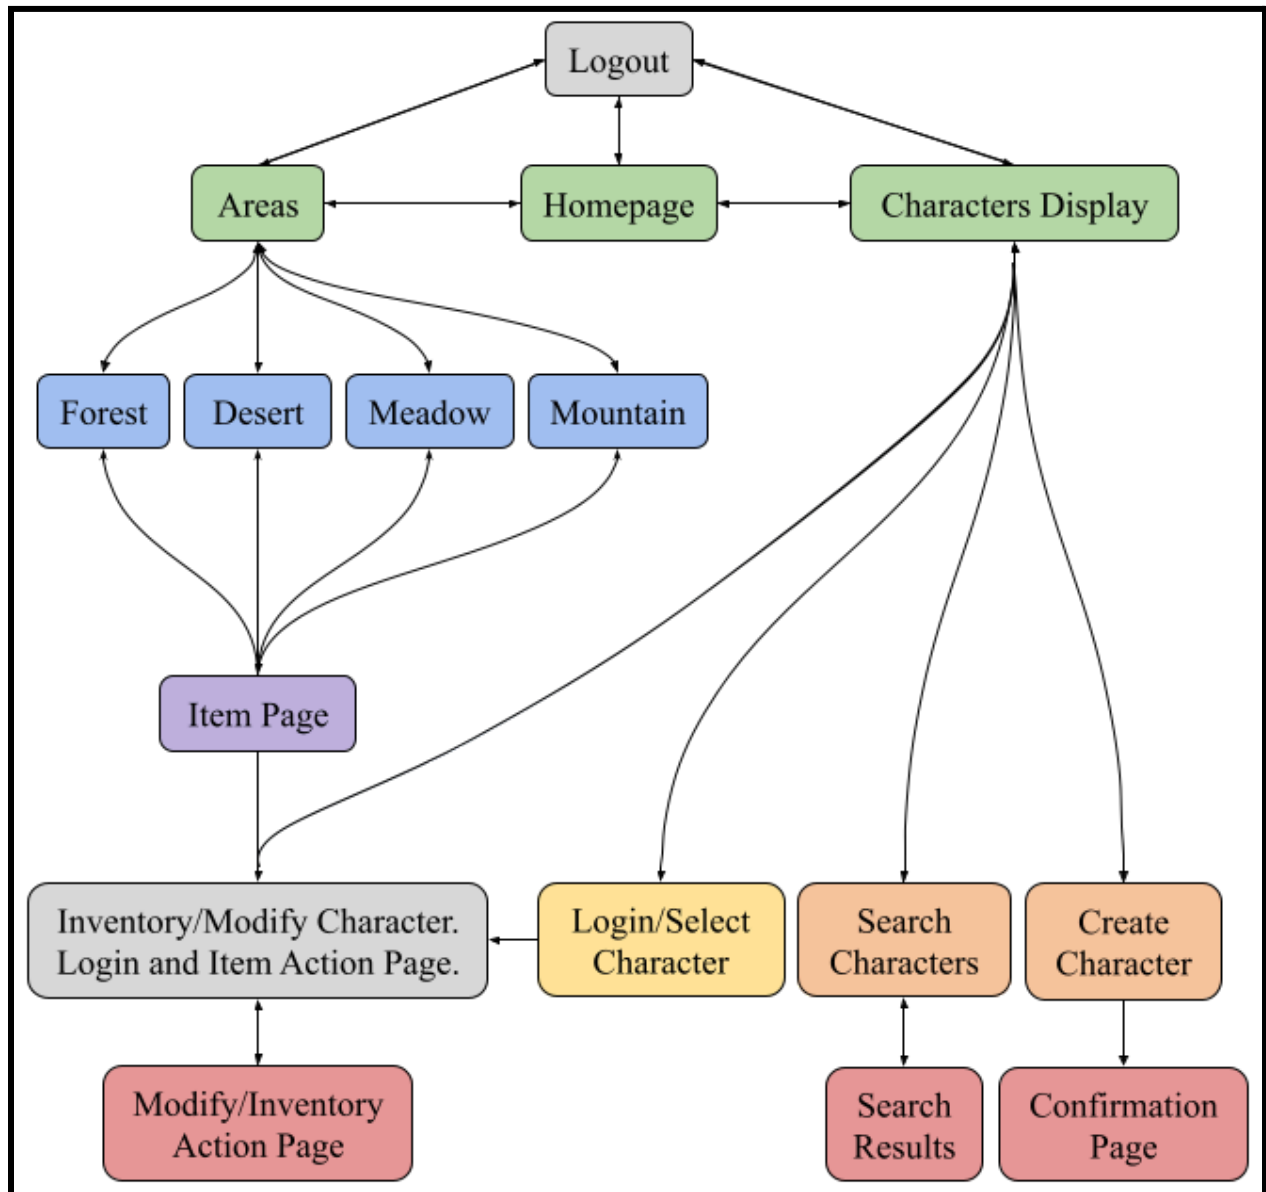 Logout
Areas
Homepage
Characters Display
Forest
Desert
Meadow
Mountain
Item Page
Inventory/Modify Character.
Login and Item Action Page.
Login/Select
Character
Search
Characters
Create
Character
Modify/Inventory
Action Page
Search
Results
Confirmation
Page